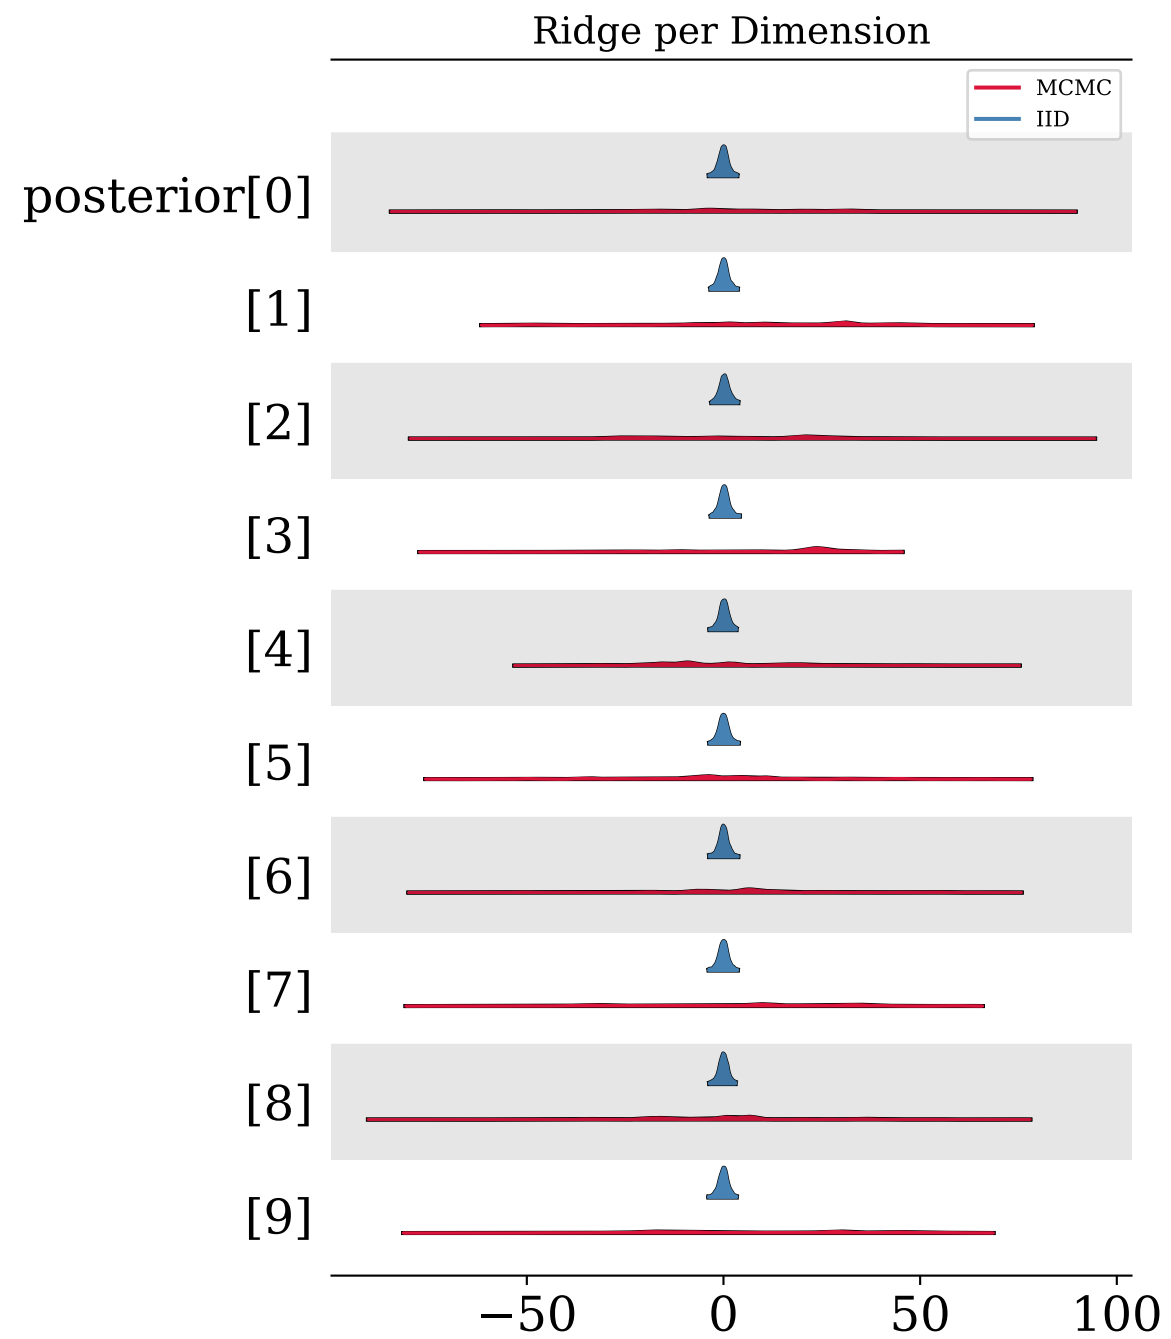 Ridge per Dimension
MCMC
IID
posterior[0]
[1]
[2]
[3]
[4]
[5]
[6]
[7]
[8]
[9]
−50 0 50 100